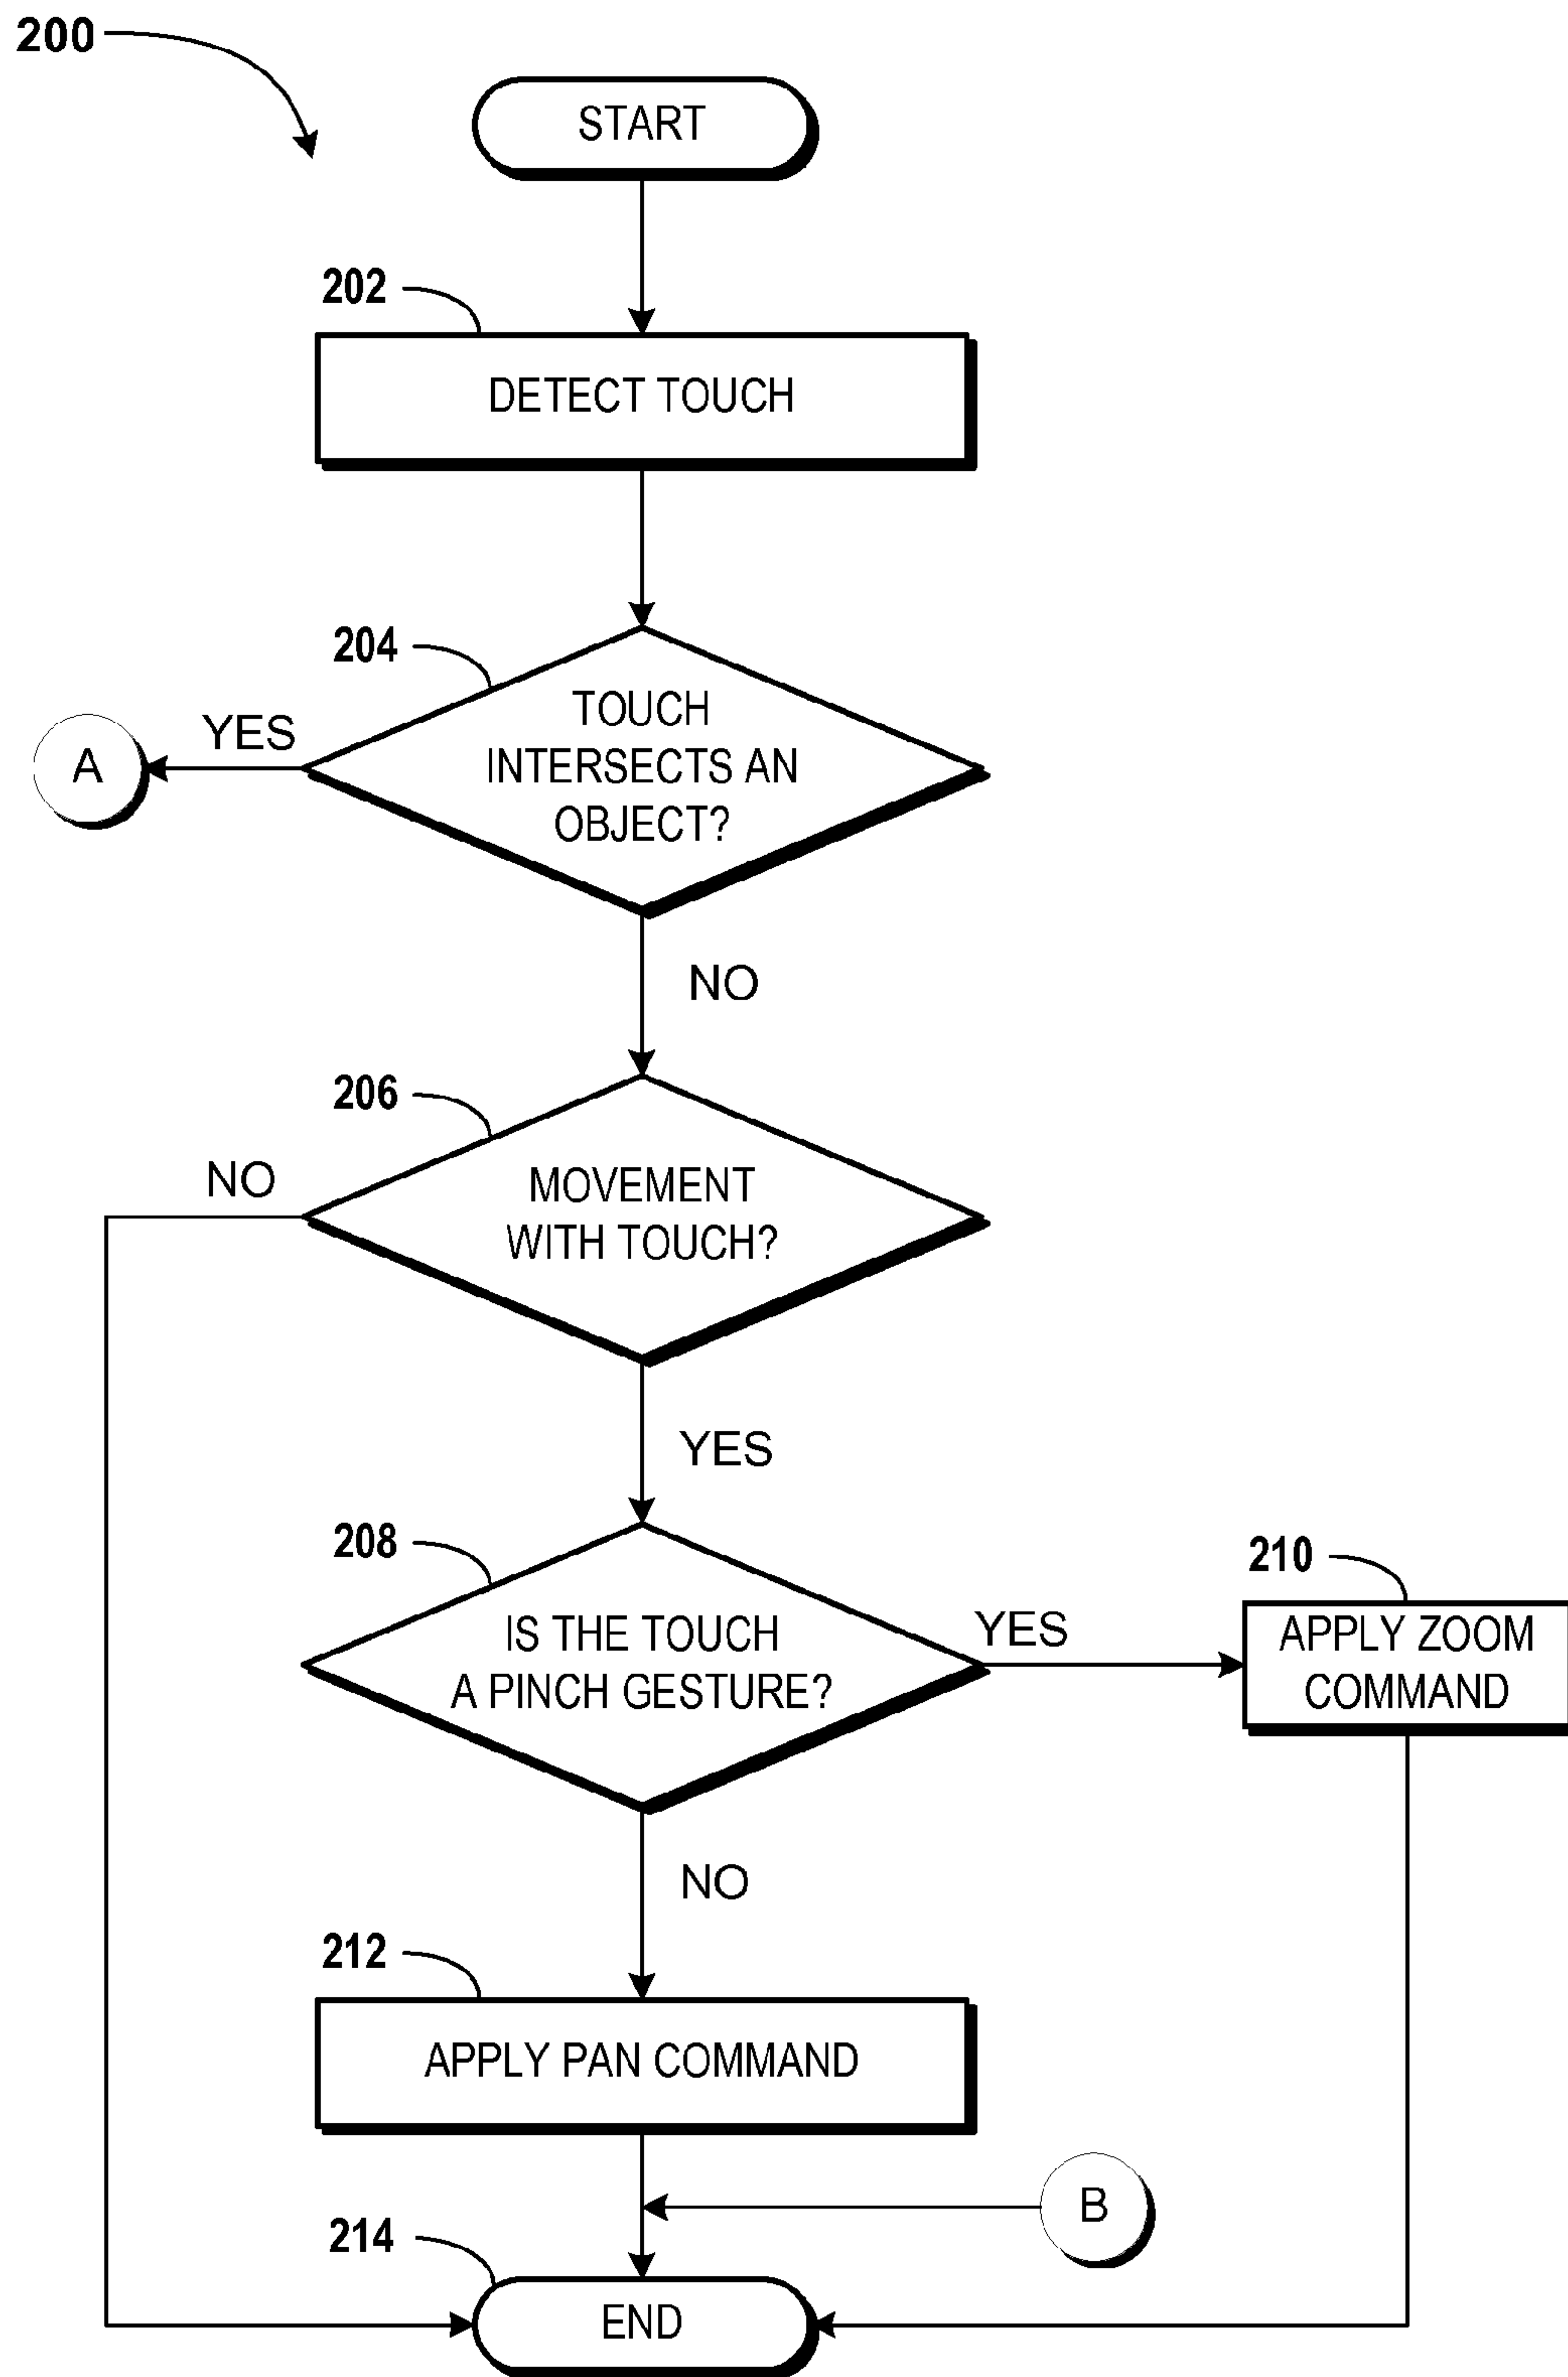 200
START
202
DETECT TOUCH
204
TOUCH
INTERSECTS AN
OBJECT?
YES
A
NO
206
MOVEMENT
WITH TOUCH?
NO
YES
208
IS THE TOUCH
A PINCH GESTURE?
YES
210
APPLY ZOOM
COMMAND
NO
212
APPLY PAN COMMAND
B
214
END